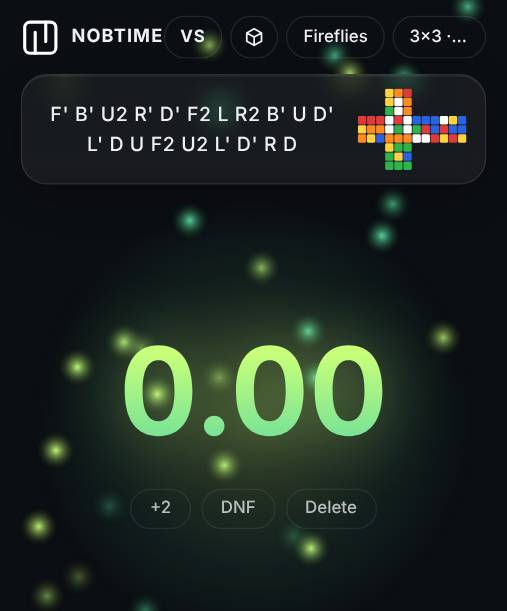 NOBTIME VS Fireflies 3×3 ·...
F' B' U2 R' D' F2 L R2 B' U D'
L' D U F2 U2 L' D' R D
0.00
+2 DNF Delete